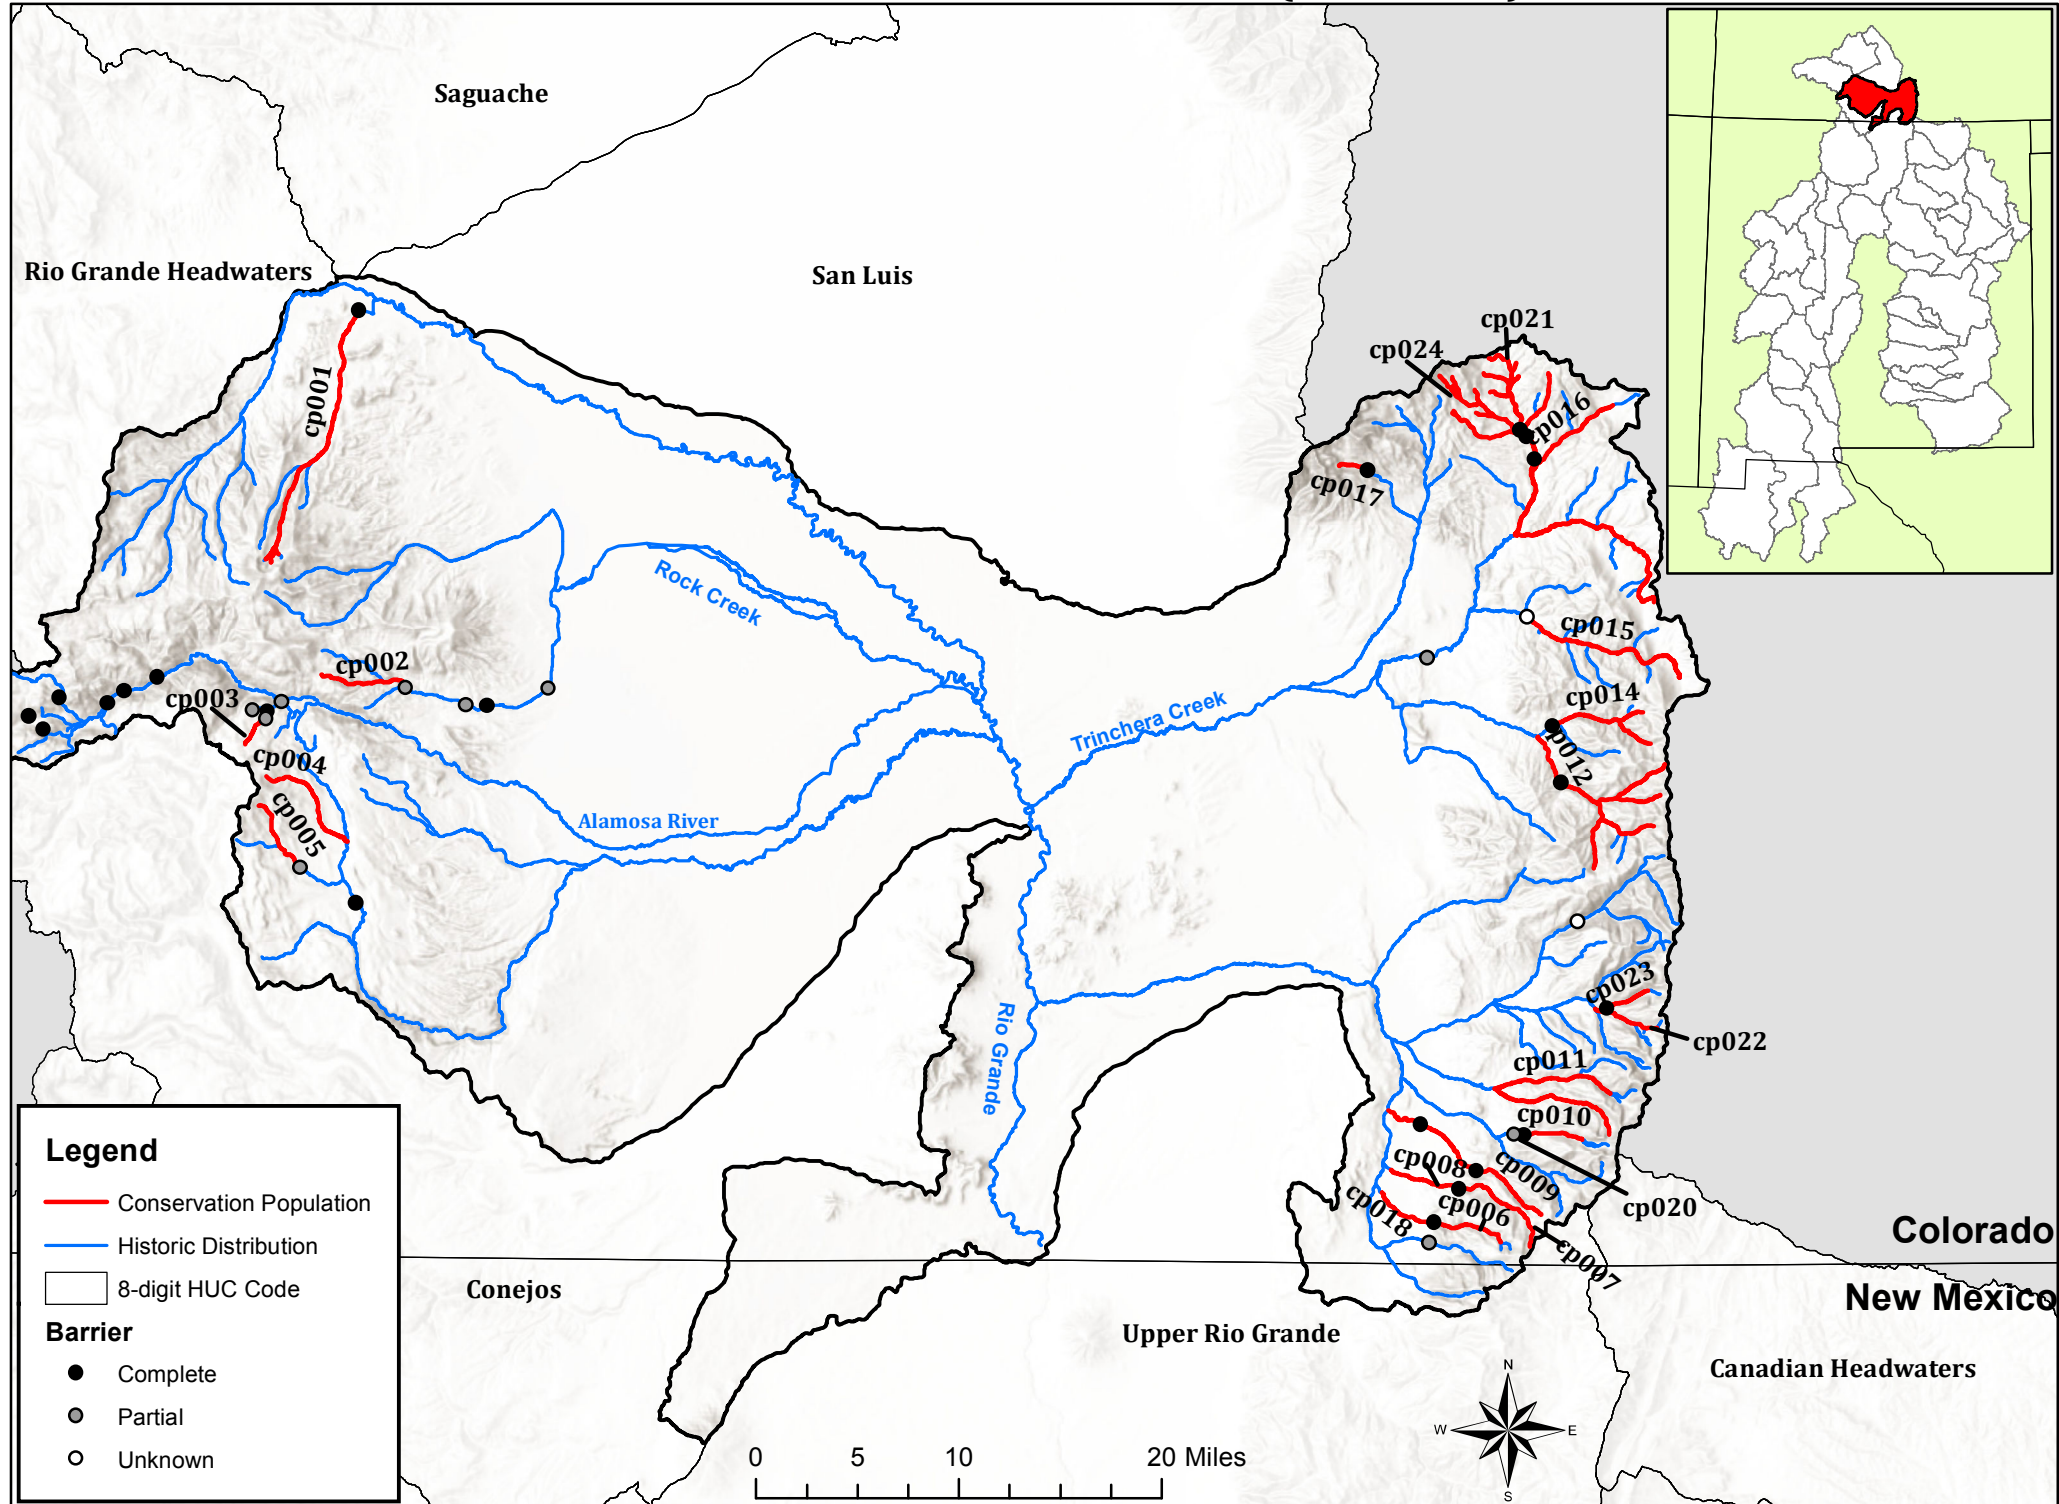 Saguache
Rio Grande Headwaters
San Luis
cp021
cp024
cp001
cp016
cp017
Rock Creek
cp015
cp002
cp003
cp014
Trinchera Creek
cp012
cp004
cp005
Alamosa River
cp023
Rio Grande
cp022
cp011
cp010
cp008
cp009
cp006
cp018
cp020
cp007
Colorado
New Mexico
Conejos
Upper Rio Grande
Canadian Headwaters
Legend
Conservation Population
Historic Distribution
8-digit HUC Code
Barrier
Complete
Partial
Unknown
0 5 10 20 Miles
N
W E
S